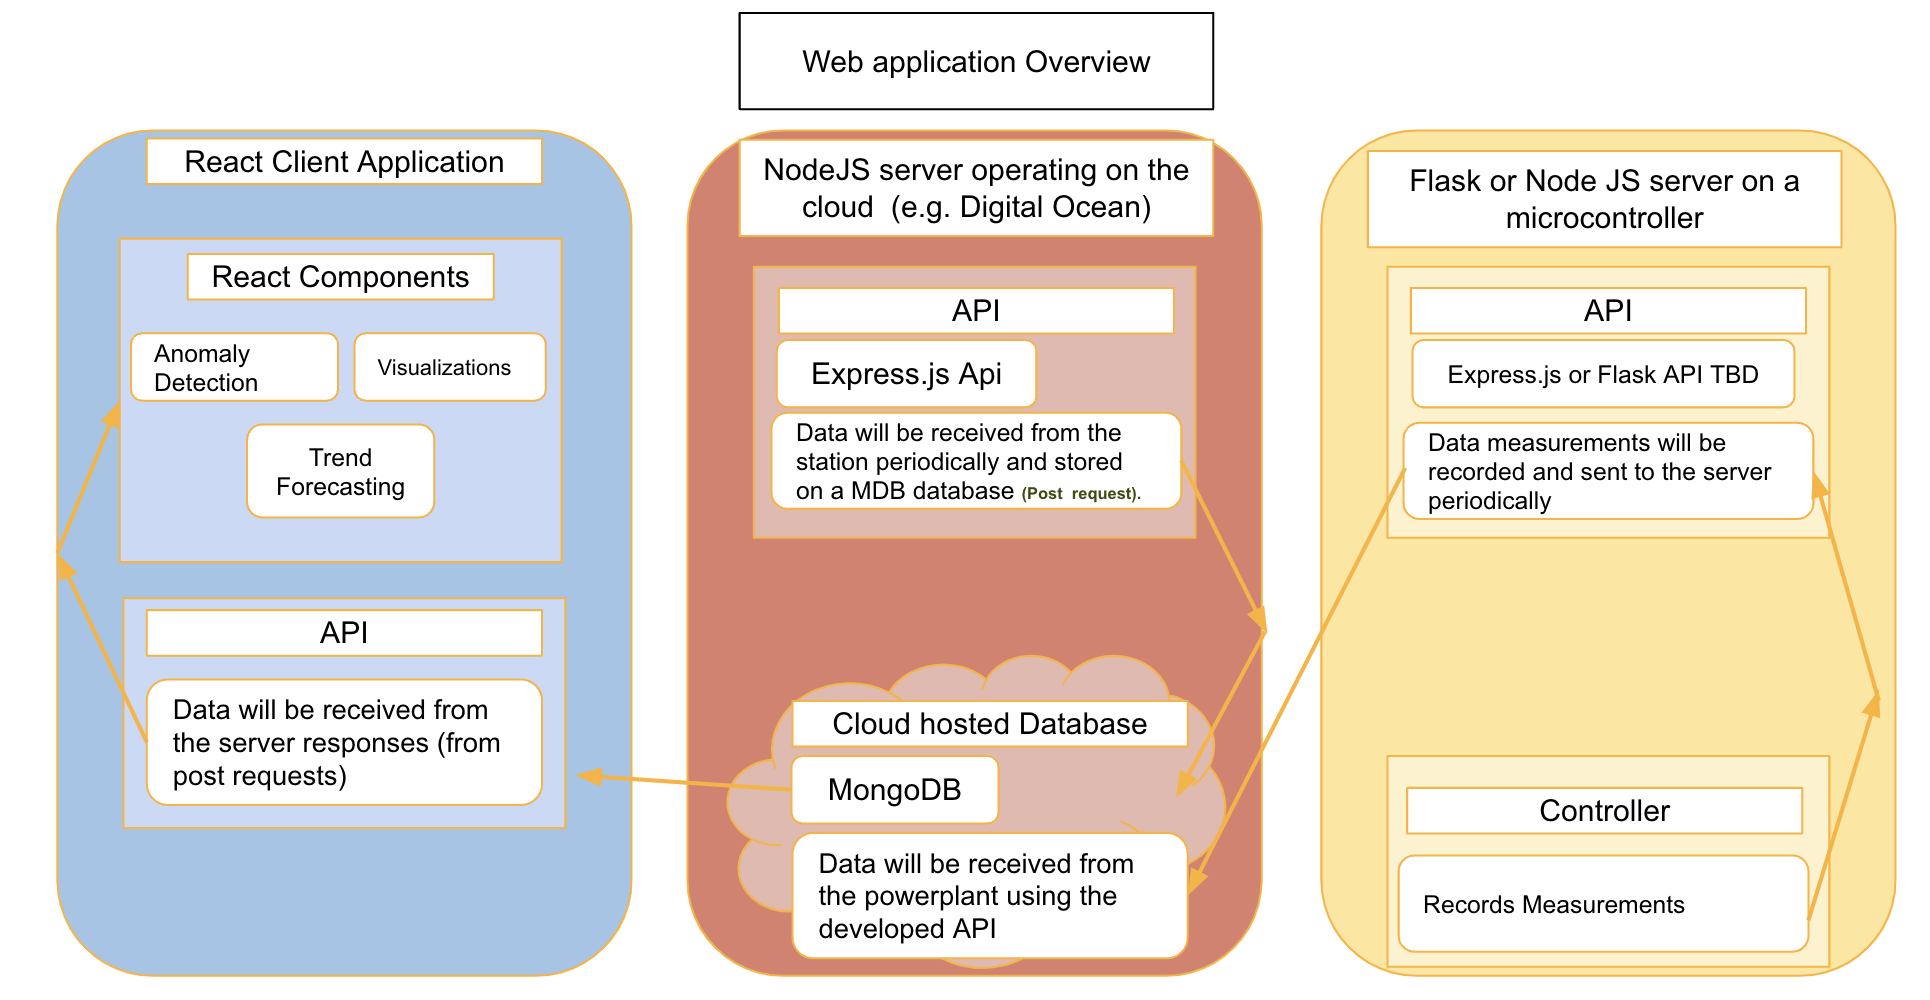 Web application Overview
React Client Application
React Components
Anomaly
Detection
Visualizations
Trend
Forecasting
API
Data will be received from
the server responses (from
post requests)
NodeJS server operating on the
cloud  (e.g. Digital Ocean)
API
Express.js Api
Data will be received from the
station periodically and stored
on a MDB database (Post  request).
Cloud hosted Database
MongoDB
Data will be received from
the powerplant using the
developed API
Flask or Node JS server on a
microcontroller
API
Express.js or Flask API TBD
Data measurements will be
recorded and sent to the server
periodically
Controller
Records Measurements